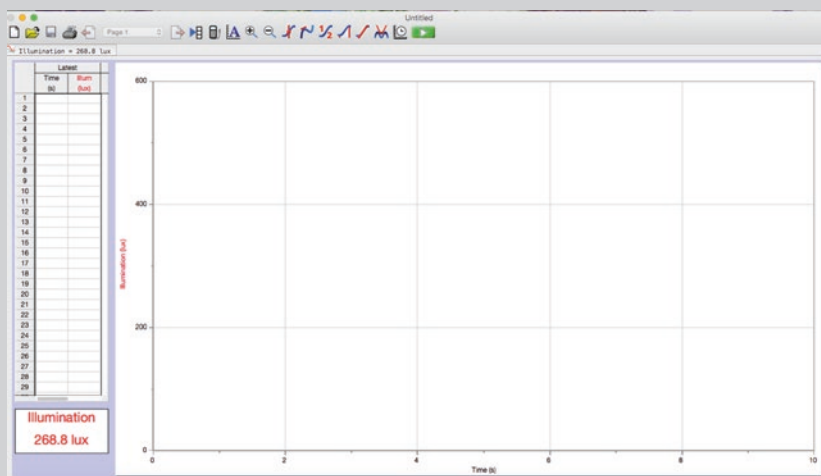 Untitled
Page 1
1/2
Illumination = 268.8 lux
Latest
Time
(s)
Illum
(lux)
1
2
3
4
5
6
7
8
9
10
11
12
13
14
15
16
17
18
19
20
21
22
23
24
25
26
27
28
29
Illumination
268.8 lux
600
400
200
0
Illumination (lux)
0 2 4 6 8 10
Time (s)